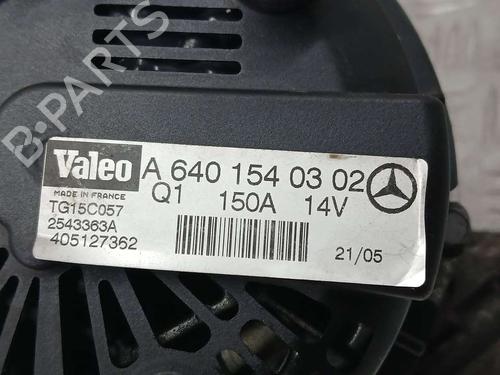 B-PARTS
Valeo A 640 154 03 02
MADE IN FRANCE Q1 150A 14V
TG15C057
2543363A
405127362
21/05